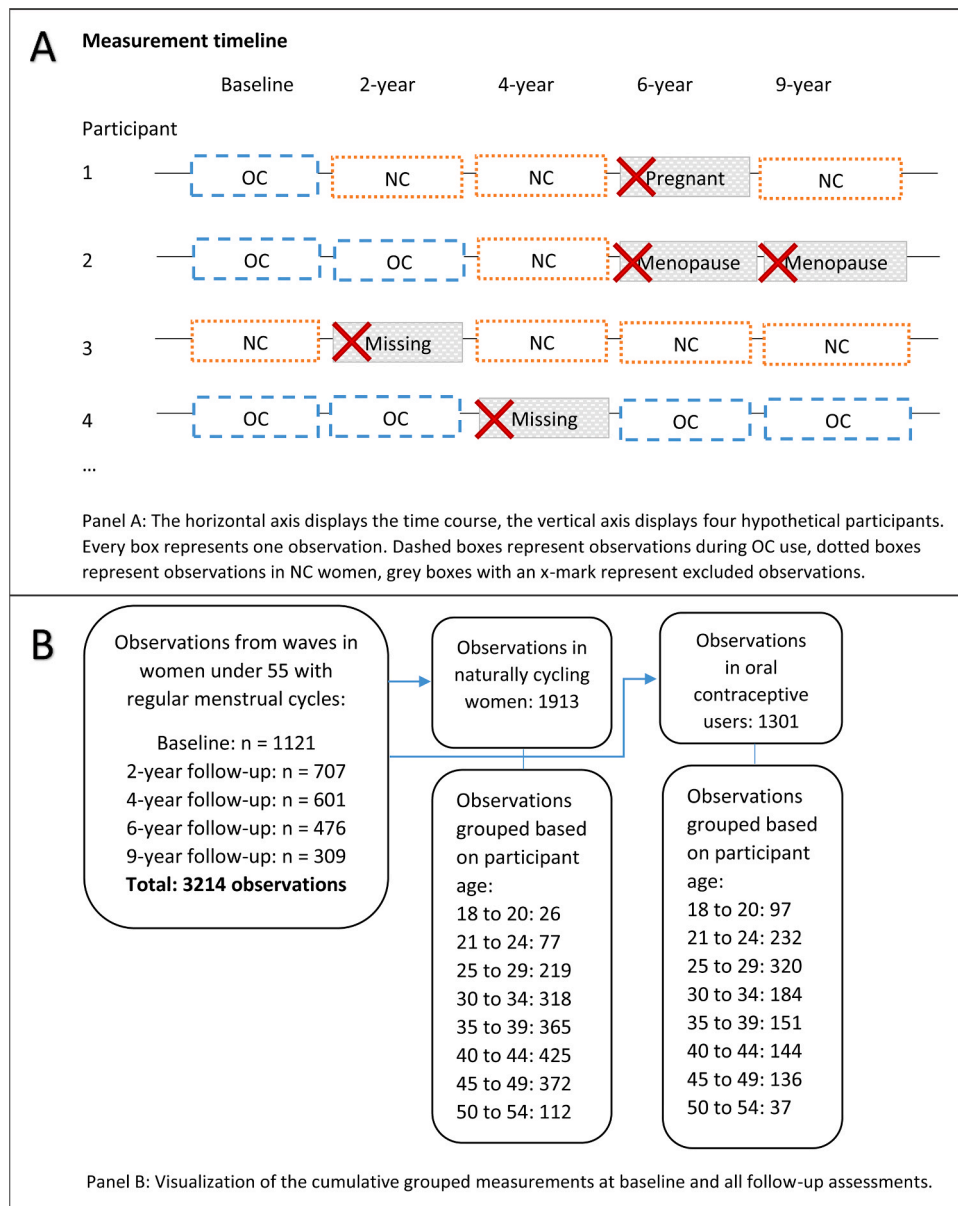 A
Measurement timeline
Baseline 2-year 4-year 6-year 9-year
Participant
1 OC NC NC Pregnant NC
2 OC OC NC Menopause Menopause
3 NC Missing NC NC NC
4 OC OC Missing OC OC
...
Panel A: The horizontal axis displays the time course, the vertical axis displays four hypothetical participants.
Every box represents one observation. Dashed boxes represent observations during OC use, dotted boxes
represent observations in NC women, grey boxes with an x-mark represent excluded observations.
B
Observations from waves in
women under 55 with
regular menstrual cycles:
Baseline: n = 1121
2-year follow-up: n = 707
4-year follow-up: n = 601
6-year follow-up: n = 476
9-year follow-up: n = 309
Total: 3214 observations
Observations in
naturally cycling
women: 1913
Observations
in oral
contraceptive
users: 1301
Observations
grouped based
on participant
age:
18 to 20: 26
21 to 24: 77
25 to 29: 219
30 to 34: 318
35 to 39: 365
40 to 44: 425
45 to 49: 372
50 to 54: 112
Observations
grouped based
on participant
age:
18 to 20: 97
21 to 24: 232
25 to 29: 320
30 to 34: 184
35 to 39: 151
40 to 44: 144
45 to 49: 136
50 to 54: 37
Panel B: Visualization of the cumulative grouped measurements at baseline and all follow-up assessments.